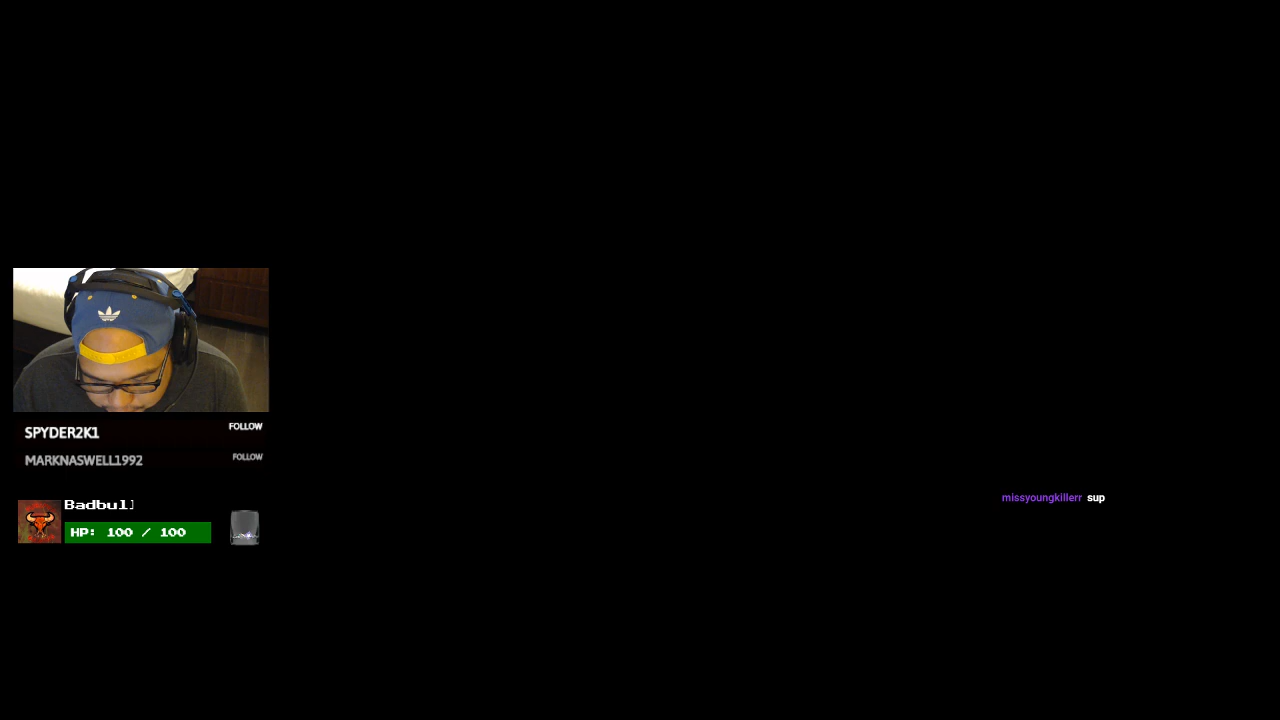 SPYDER2K1 FOLLOW
MARKNASWELL1992 FOLLOW
Badbull
HP: 100 / 100
missyoungkillerr sup